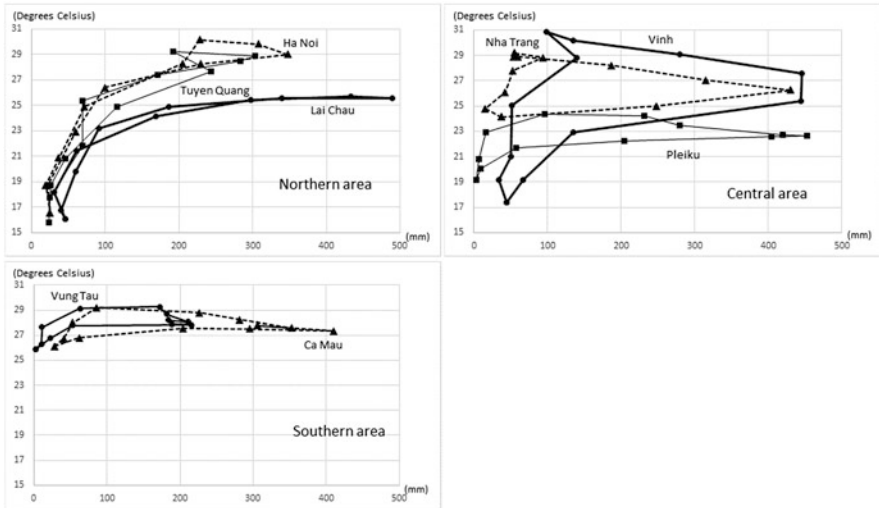 (Degrees Celsius)
31
29
27
25
23
21
19
17
15
0
100
200
300
400
500
(mm)
Ha Noi
Tuyen Quang
Lai Chau
Northern area
(Degrees Celsius)
31
29
27
25
23
21
19
17
15
0
100
200
300
400
500
(mm)
Nha Trang
Vinh
Pleiku
Central area
(Degrees Celsius)
31
29
27
25
23
21
19
17
15
0
100
200
300
400
500
(mm)
Vung Tau
Ca Mau
Southern area